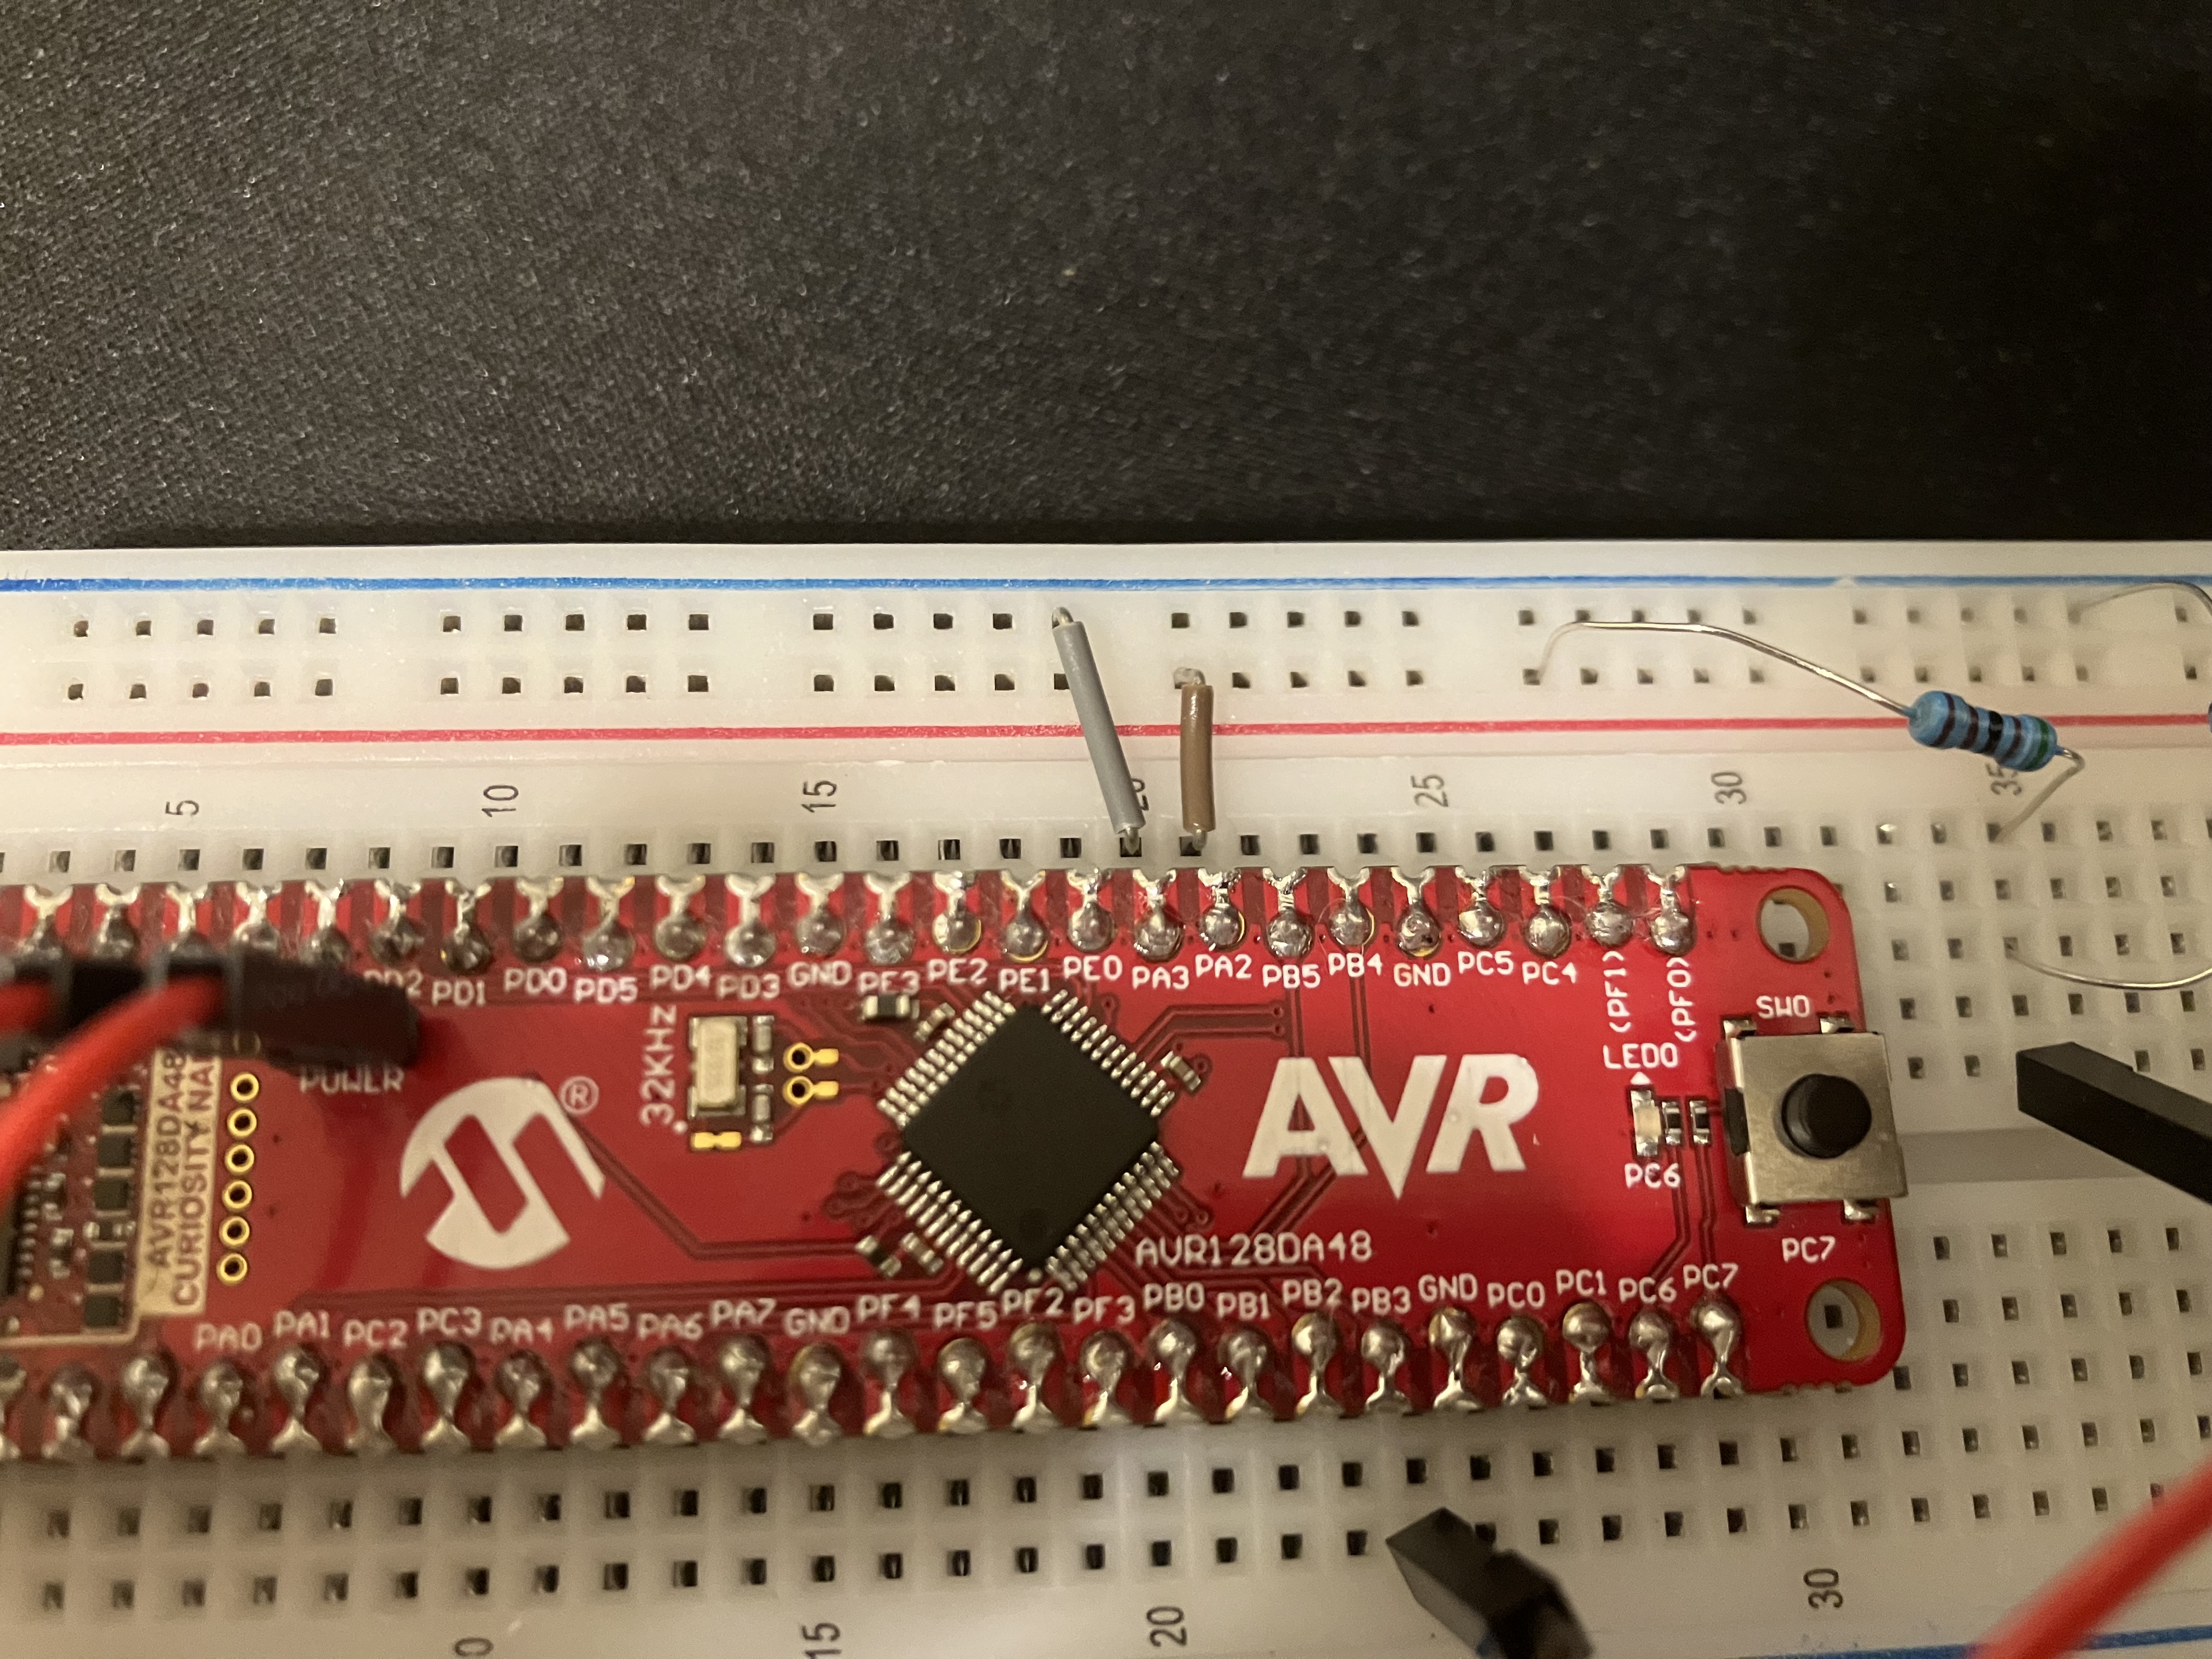 5 10 15 20 25 30 35
PD2 PD1 PD0 PD5 PD4 PD3 GND PE3 PE2 PE1 PE0 PA3 PA2 PB5 PB4 GND PC5 PC4 (PF1) (PF0)
SW0
LED0
32KHz
POWER
®
AVR128DA48
CURIOSITY
AVR
PC6
AVR128DA48
PC7
PA0 PA1 PC2 PC3 PA4 PA5 PA6 PA7 GND PF4 PF5 PF2 PF3 PB0 PB1 PB2 PB3 GND PC0 PC1 PC6 PC7
15 20 30